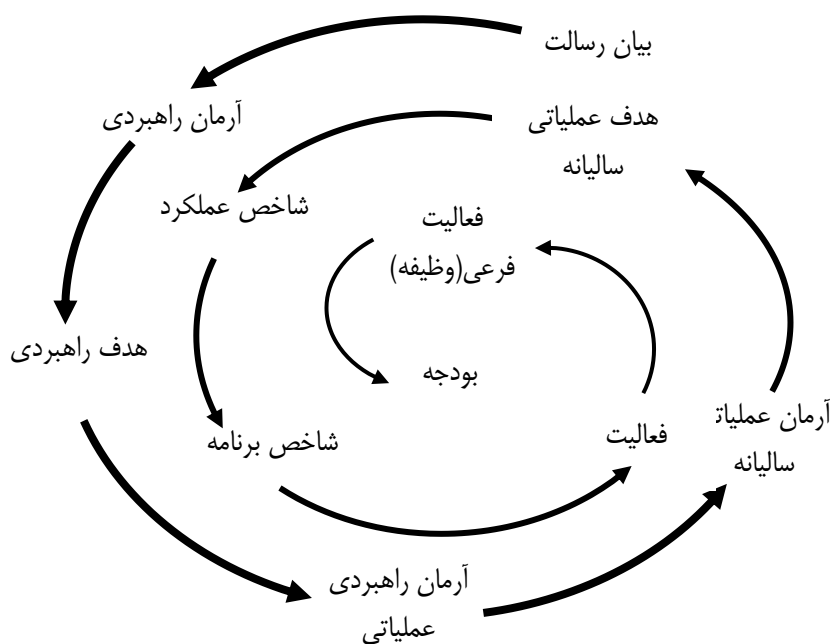 بیان رسالت
آرمان راهبردی
هدف راهبردی
آرمان راهبردی
عملیاتی
آرمان عملیاتـ
سالیانه
هدف عملیاتی
سالیانه
شاخص عملکرد
شاخص برنامه
فعالیت
فعالیت
فرعی(وظیفه)
بودجه